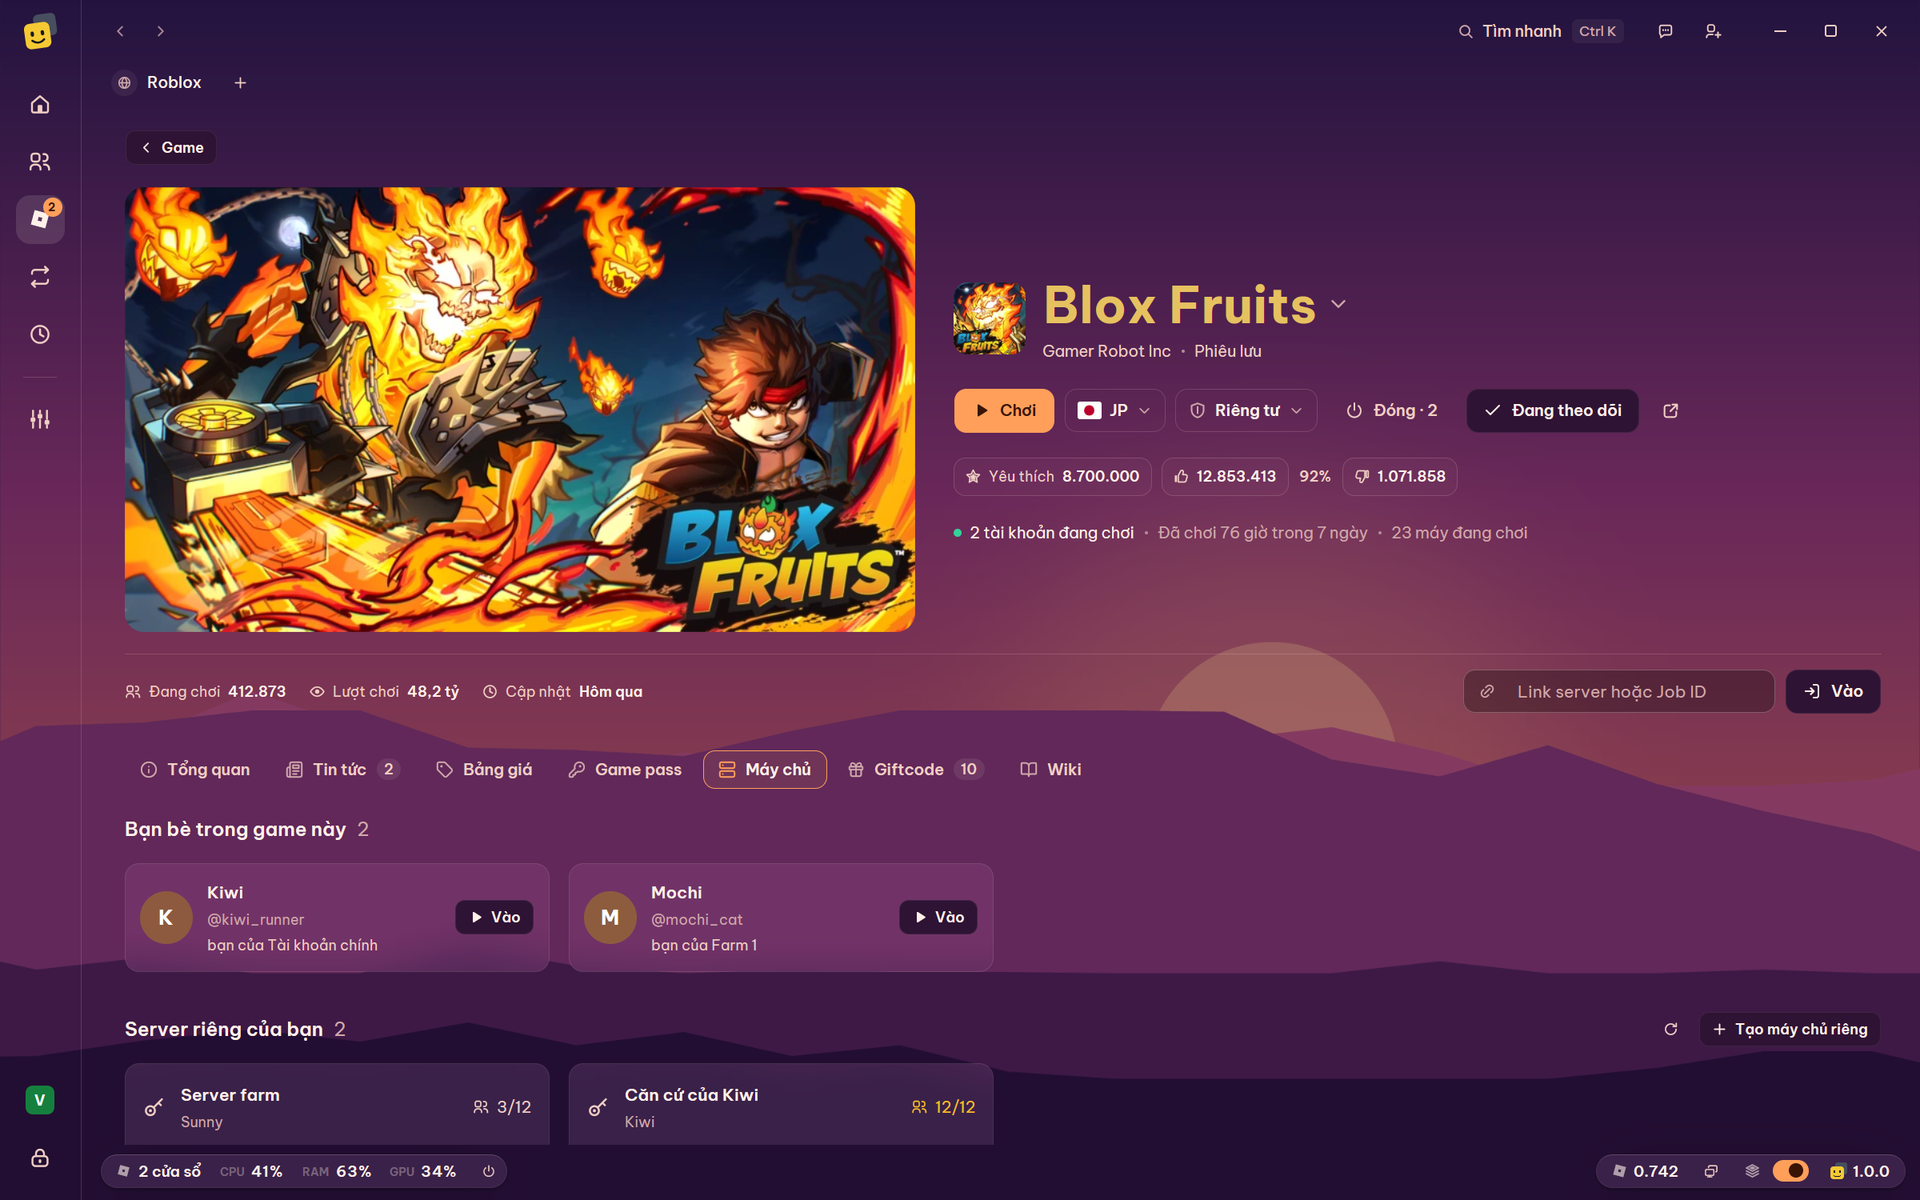 Tìm nhanh Ctrl K
Roblox
Game
2
BLOX
FRUITS™
BLOX
FRUITS
Blox Fruits
Gamer Robot Inc • Phiêu lưu
Chơi JP Riêng tư Đóng · 2 Đang theo dõi
Yêu thích 8.700.000 12.853.413 92% 1.071.858
2 tài khoản đang chơi • Đã chơi 76 giờ trong 7 ngày • 23 máy đang chơi
Đang chơi 412.873 Lượt chơi 48,2 tỷ Cập nhật Hôm qua
Link server hoặc Job ID Vào
Tổng quan Tin tức 2 Bảng giá Game pass Máy chủ Giftcode 10 Wiki
Bạn bè trong game này 2
K
Kiwi
@kiwi_runner
bạn của Tài khoản chính
Vào
M
Mochi
@mochi_cat
bạn của Farm 1
Vào
Server riêng của bạn 2
Tạo máy chủ riêng
Server farm
Sunny
3/12
Căn cứ của Kiwi
Kiwi
12/12
V
2 cửa sổ CPU 41% RAM 63% GPU 34%
0.742 1.0.0